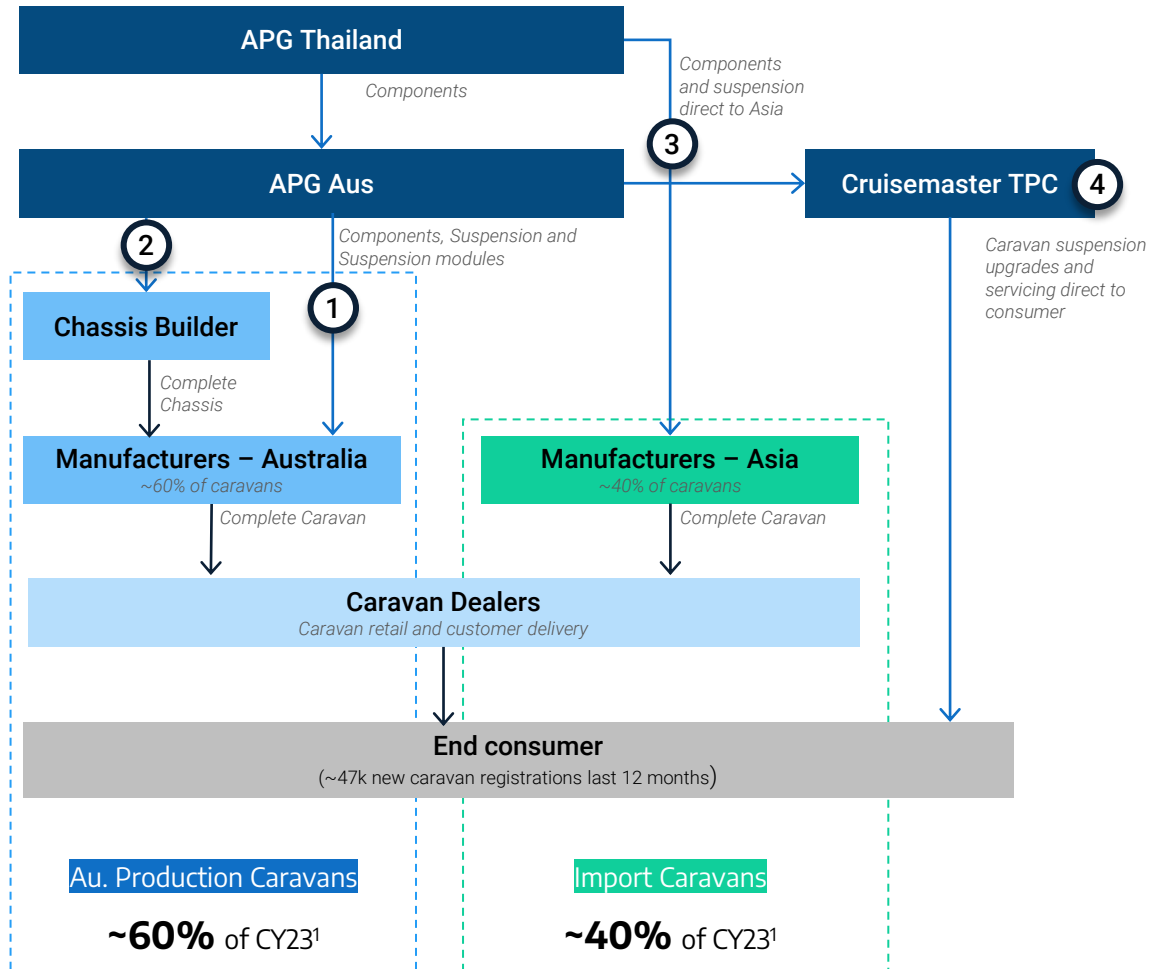 APG Thailand
Components
Components
and suspension
direct to Asia
3
APG Aus
Cruisemaster TPC
4
2
Components, Suspension and
Suspension modules
Caravan suspension
upgrades and
servicing direct to
consumer
1
Chassis Builder
Complete
Chassis
Manufacturers – Australia
~60% of caravans
Manufacturers – Asia
~40% of caravans
Complete Caravan
Complete Caravan
Caravan Dealers
Caravan retail and customer delivery
End consumer
(~47k new caravan registrations last 12 months)
Au. Production Caravans
Import Caravans
~60% of CY23¹
~40% of CY23¹